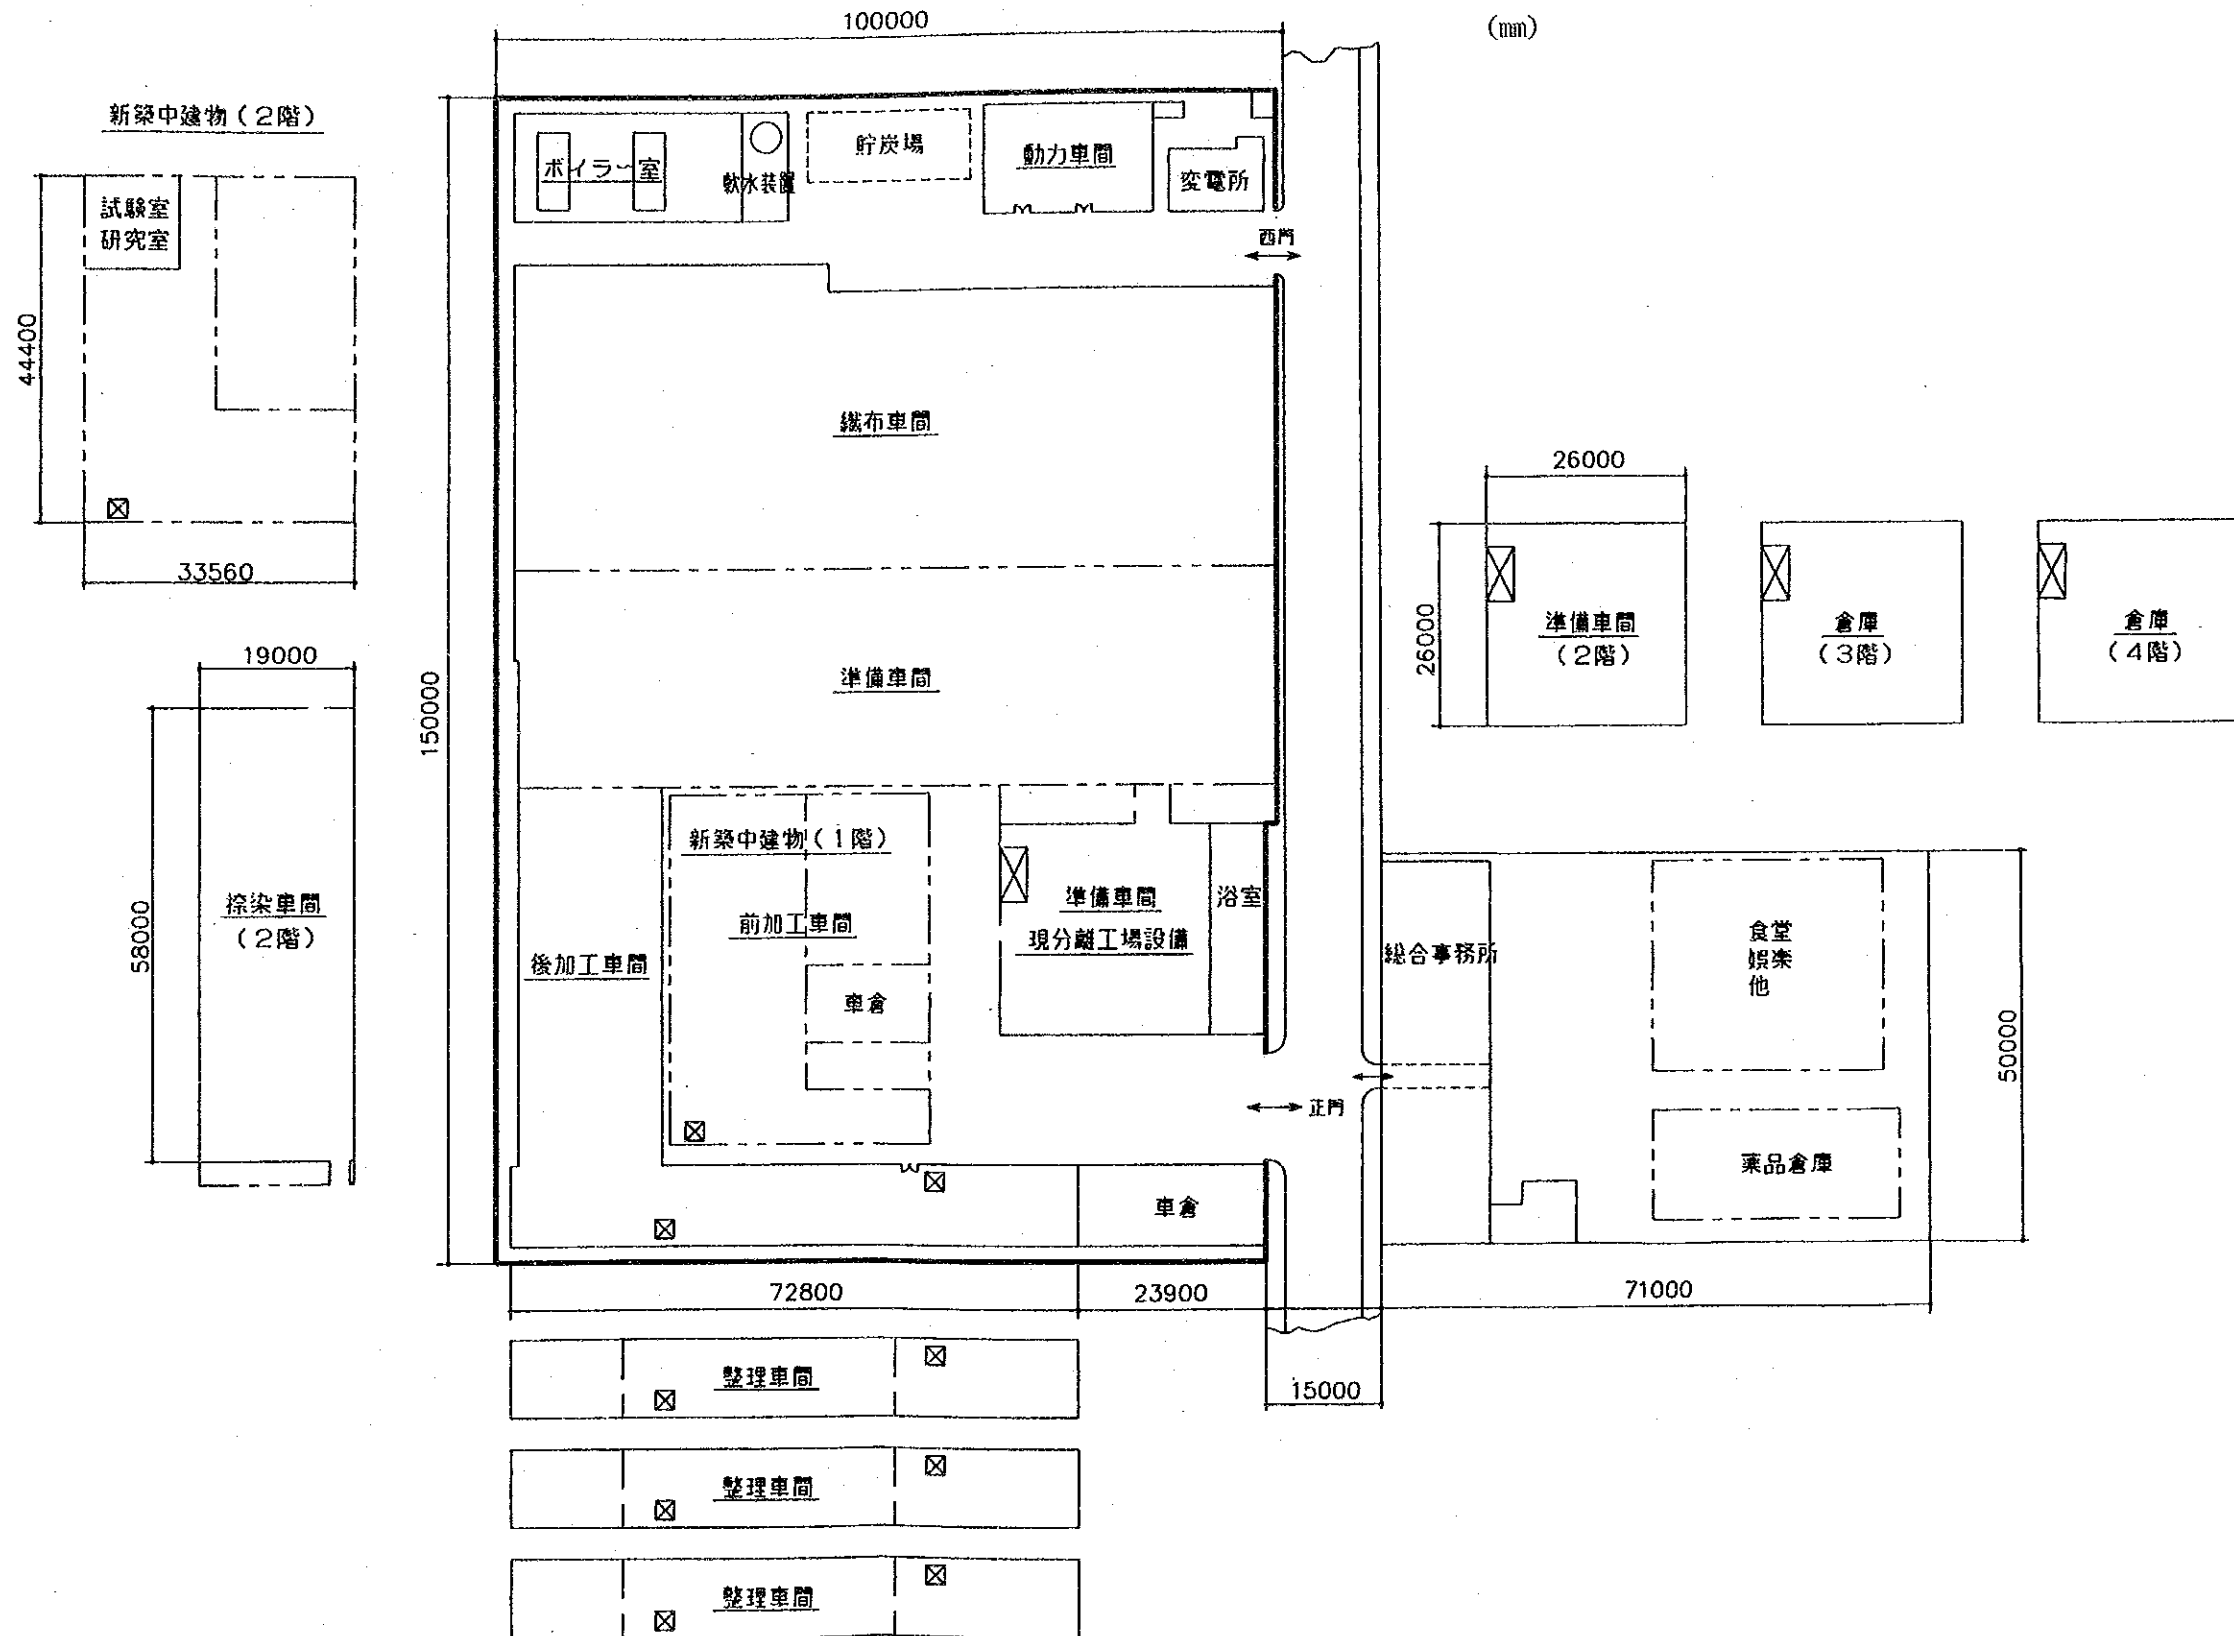 100000
(mm)
新築中建物(2階)
ボイラー室
軟水装置
貯炭場
動力車間
変電所
試験室
研究室
西門
44400
織布車間
26000
33560
26000
準備車間
(2階)
倉庫
(3階)
倉庫
(4階)
19000
準備車間
150000
新築中建物(1階)
58000
捺染車間
(2階)
前加工車間
準備車間
現分離工場設備
浴室
総合事務所
食堂
娯楽
他
後加工車間
車倉
50000
正門
薬品倉庫
車倉
72800
23900
71000
15000
整理車間
整理車間
整理車間